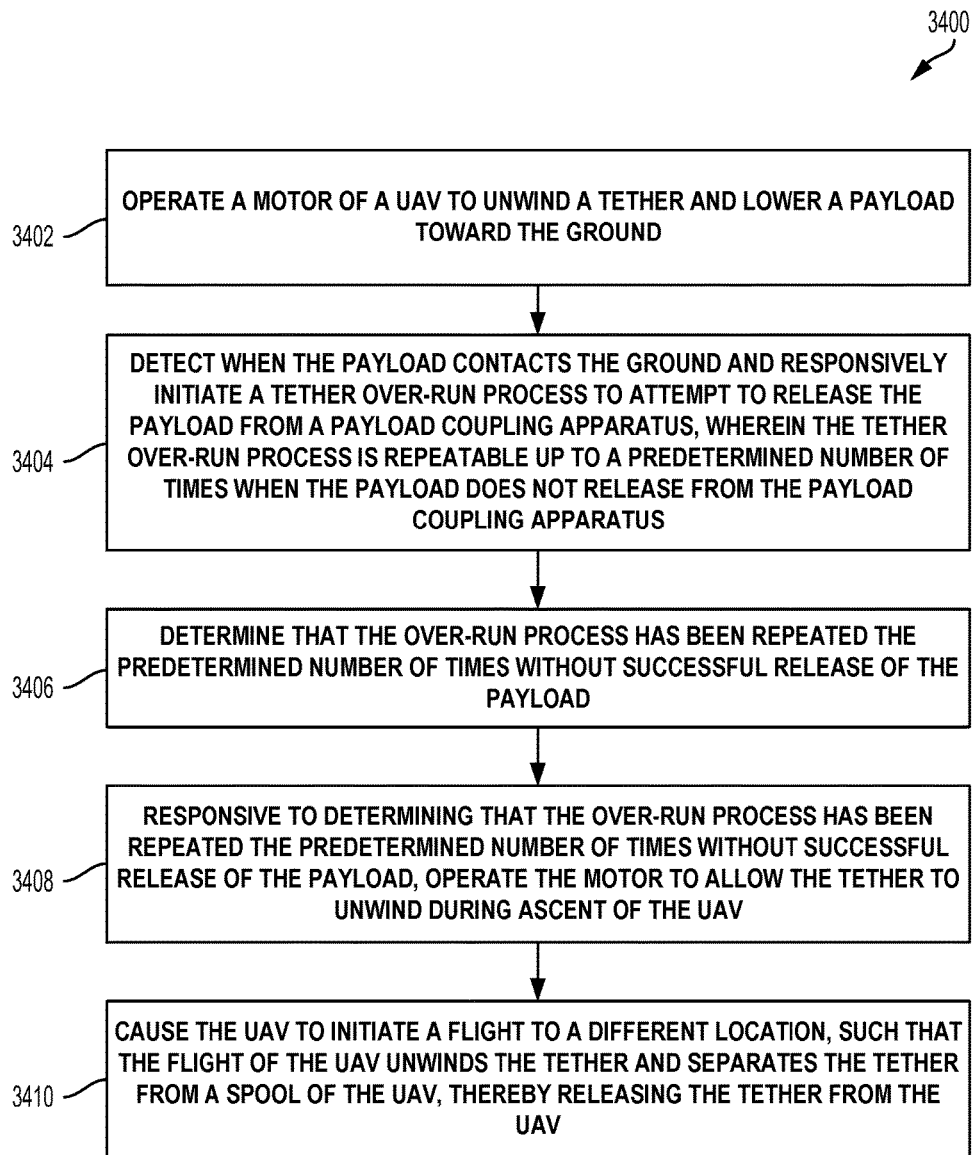 3400
OPERATE A MOTOR OF A UAV TO UNWIND A TETHER AND LOWER A PAYLOAD
TOWARD THE GROUND
3402
DETECT WHEN THE PAYLOAD CONTACTS THE GROUND AND RESPONSIVELY
INITIATE A TETHER OVER-RUN PROCESS TO ATTEMPT TO RELEASE THE
PAYLOAD FROM A PAYLOAD COUPLING APPARATUS, WHEREIN THE TETHER
OVER-RUN PROCESS IS REPEATABLE UP TO A PREDETERMINED NUMBER OF
TIMES WHEN THE PAYLOAD DOES NOT RELEASE FROM THE PAYLOAD
COUPLING APPARATUS
3404
DETERMINE THAT THE OVER-RUN PROCESS HAS BEEN REPEATED THE
PREDETERMINED NUMBER OF TIMES WITHOUT SUCCESSFUL RELEASE OF THE
PAYLOAD
3406
RESPONSIVE TO DETERMINING THAT THE OVER-RUN PROCESS HAS BEEN
REPEATED THE PREDETERMINED NUMBER OF TIMES WITHOUT SUCCESSFUL
RELEASE OF THE PAYLOAD, OPERATE THE MOTOR TO ALLOW THE TETHER TO
UNWIND DURING ASCENT OF THE UAV
3408
CAUSE THE UAV TO INITIATE A FLIGHT TO A DIFFERENT LOCATION, SUCH THAT
THE FLIGHT OF THE UAV UNWINDS THE TETHER AND SEPARATES THE TETHER
FROM A SPOOL OF THE UAV, THEREBY RELEASING THE TETHER FROM THE
UAV
3410